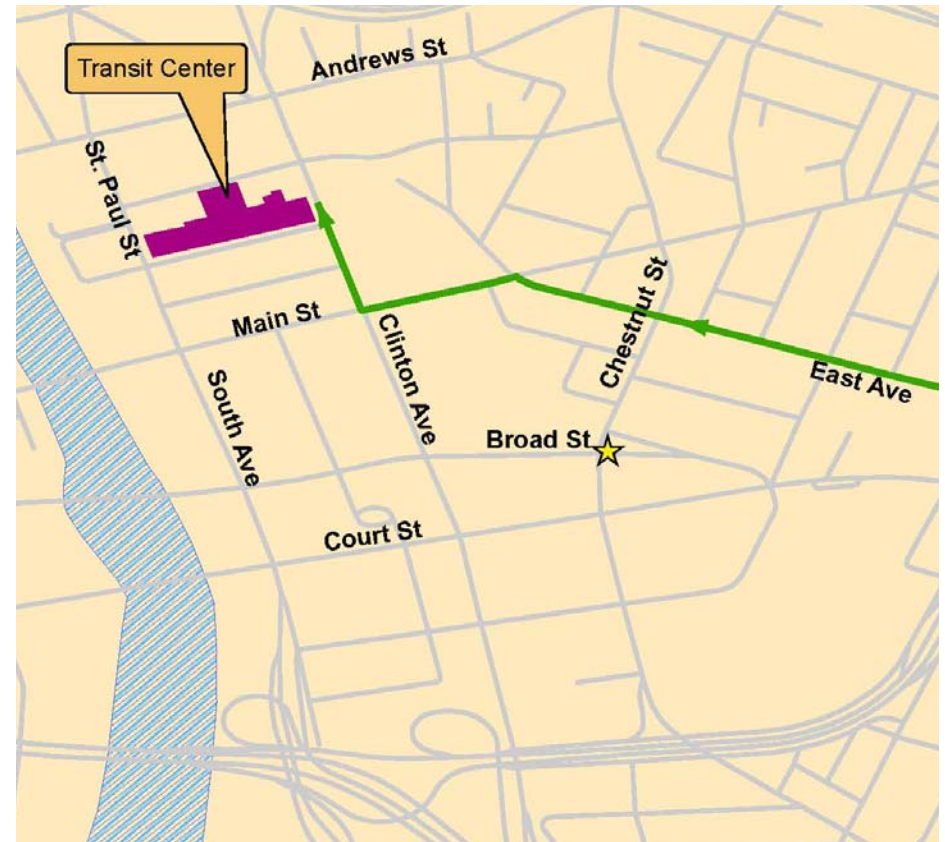 Andrews St
Transit Center
St. Paul St
Main St
Chestnut St
Clinton Ave
East Ave
South Ave
Broad St
Court St